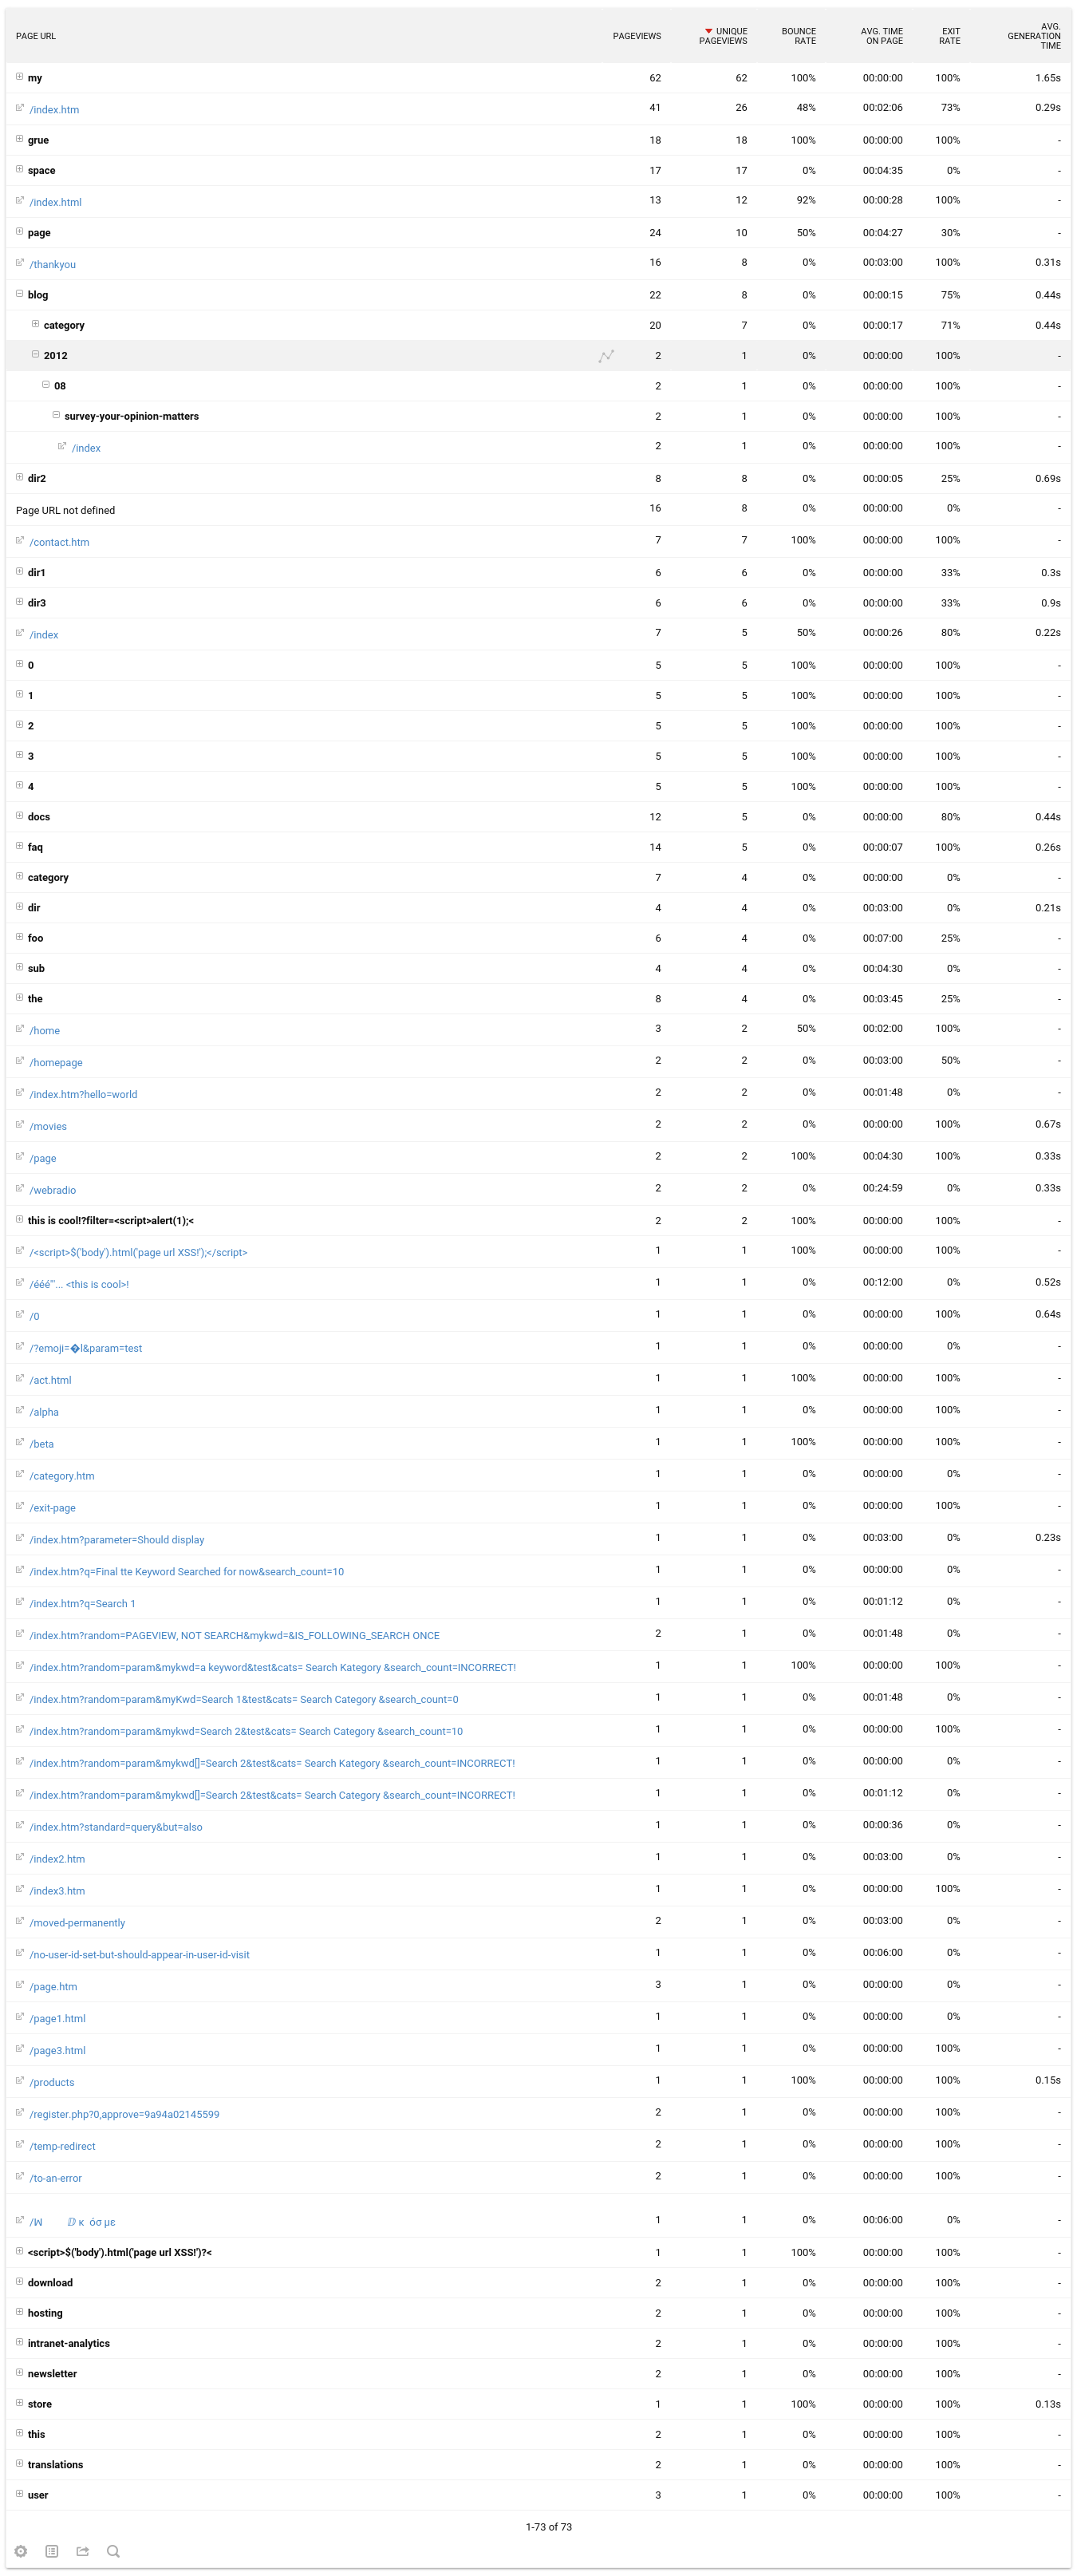 PAGE URL PAGEVIEWS UNIQUE PAGEVIEWS BOUNCE RATE AVG. TIME ON PAGE EXIT RATE AVG. GENERATION TIME
my 62 62 100% 00:00:00 100% 1.65s
/index.htm 41 26 48% 00:02:06 73% 0.29s
grue 18 18 100% 00:00:00 100% -
space 17 17 0% 00:04:35 0% -
/index.html 13 12 92% 00:00:28 100% -
page 24 10 50% 00:04:27 30% -
/thankyou 16 8 0% 00:03:00 100% 0.31s
blog 22 8 0% 00:00:15 75% 0.44s
category 20 7 0% 00:00:17 71% 0.44s
2012 2 1 0% 00:00:00 100% -
08 2 1 0% 00:00:00 100% -
survey-your-opinion-matters 2 1 0% 00:00:00 100% -
/index 2 1 0% 00:00:00 100% -
dir2 8 8 0% 00:00:05 25% 0.69s
Page URL not defined 16 8 0% 00:00:00 0% -
/contact.htm 7 7 100% 00:00:00 100% -
dir1 6 6 0% 00:00:00 33% 0.3s
dir3 6 6 0% 00:00:00 33% 0.9s
/index 7 5 50% 00:00:26 80% 0.22s
0 5 5 100% 00:00:00 100% -
1 5 5 100% 00:00:00 100% -
2 5 5 100% 00:00:00 100% -
3 5 5 100% 00:00:00 100% -
4 5 5 100% 00:00:00 100% -
docs 12 5 0% 00:00:00 80% 0.44s
faq 14 5 0% 00:00:07 100% 0.26s
category 7 4 0% 00:00:00 0% -
dir 4 4 0% 00:03:00 0% 0.21s
foo 6 4 0% 00:07:00 25% -
sub 4 4 0% 00:04:30 0% -
the 8 4 0% 00:03:45 25% -
/home 3 2 50% 00:02:00 100% -
/homepage 2 2 0% 00:03:00 50% -
/index.htm?hello=world 2 2 0% 00:01:48 0% -
/movies 2 2 0% 00:00:00 100% 0.67s
/page 2 2 100% 00:04:30 100% 0.33s
/webradio 2 2 0% 00:24:59 0% 0.33s
this is cool!?filter=<script>alert(1);< 2 2 100% 00:00:00 100% -
/<script>$('body').html('page url XSS!');</script> 1 1 100% 00:00:00 100% -
/ééé"'... <this is cool>! 1 1 0% 00:12:00 0% 0.52s
/0 1 1 0% 00:00:00 100% 0.64s
/?emoji=�l&param=test 1 1 0% 00:00:00 0% -
/act.html 1 1 100% 00:00:00 100% -
/alpha 1 1 0% 00:00:00 100% -
/beta 1 1 100% 00:00:00 100% -
/category.htm 1 1 0% 00:00:00 0% -
/exit-page 1 1 0% 00:00:00 100% -
/index.htm?parameter=Should display 1 1 0% 00:03:00 0% 0.23s
/index.htm?q=Final tte Keyword Searched for now&search_count=10 1 1 0% 00:00:00 0% -
/index.htm?q=Search 1 1 1 0% 00:01:12 0% -
/index.htm?random=PAGEVIEW, NOT SEARCH&mykwd=&IS_FOLLOWING_SEARCH ONCE 2 1 0% 00:01:48 0% -
/index.htm?random=param&mykwd=a keyword&test&cats= Search Kategory &search_count=INCORRECT! 1 1 100% 00:00:00 100% -
/index.htm?random=param&myKwd=Search 1&test&cats= Search Category &search_count=0 1 1 0% 00:01:48 0% -
/index.htm?random=param&mykwd=Search 2&test&cats= Search Category &search_count=10 1 1 0% 00:00:00 100% -
/index.htm?random=param&mykwd[]=Search 2&test&cats= Search Kategory &search_count=INCORRECT! 1 1 0% 00:00:00 0% -
/index.htm?random=param&mykwd[]=Search 2&test&cats= Search Category &search_count=INCORRECT! 1 1 0% 00:01:12 0% -
/index.htm?standard=query&but=also 1 1 0% 00:00:36 0% -
/index2.htm 1 1 0% 00:03:00 0% -
/index3.htm 1 1 0% 00:00:00 100% -
/moved-permanently 2 1 0% 00:03:00 0% -
/no-user-id-set-but-should-appear-in-user-id-visit 1 1 0% 00:06:00 0% -
/page.htm 3 1 0% 00:00:00 0% -
/page1.html 1 1 0% 00:00:00 0% -
/page3.html 1 1 0% 00:00:00 100% -
/products 1 1 100% 00:00:00 100% 0.15s
/register.php?0,approve=9a94a02145599 2 1 0% 00:00:00 100% -
/temp-redirect 2 1 0% 00:00:00 100% -
/to-an-error 2 1 0% 00:00:00 100% -
ⅅ κ όσ με 1 1 0% 00:06:00 0% -
<script>$('body').html('page url XSS!')?< 1 1 100% 00:00:00 100% -
download 2 1 0% 00:00:00 100% -
hosting 2 1 0% 00:00:00 100% -
intranet-analytics 2 1 0% 00:00:00 100% -
newsletter 2 1 0% 00:00:00 100% -
store 1 1 100% 00:00:00 100% 0.13s
this 2 1 0% 00:00:00 100% -
translations 2 1 0% 00:00:00 100% -
user 3 1 0% 00:00:00 100% -
1-73 of 73